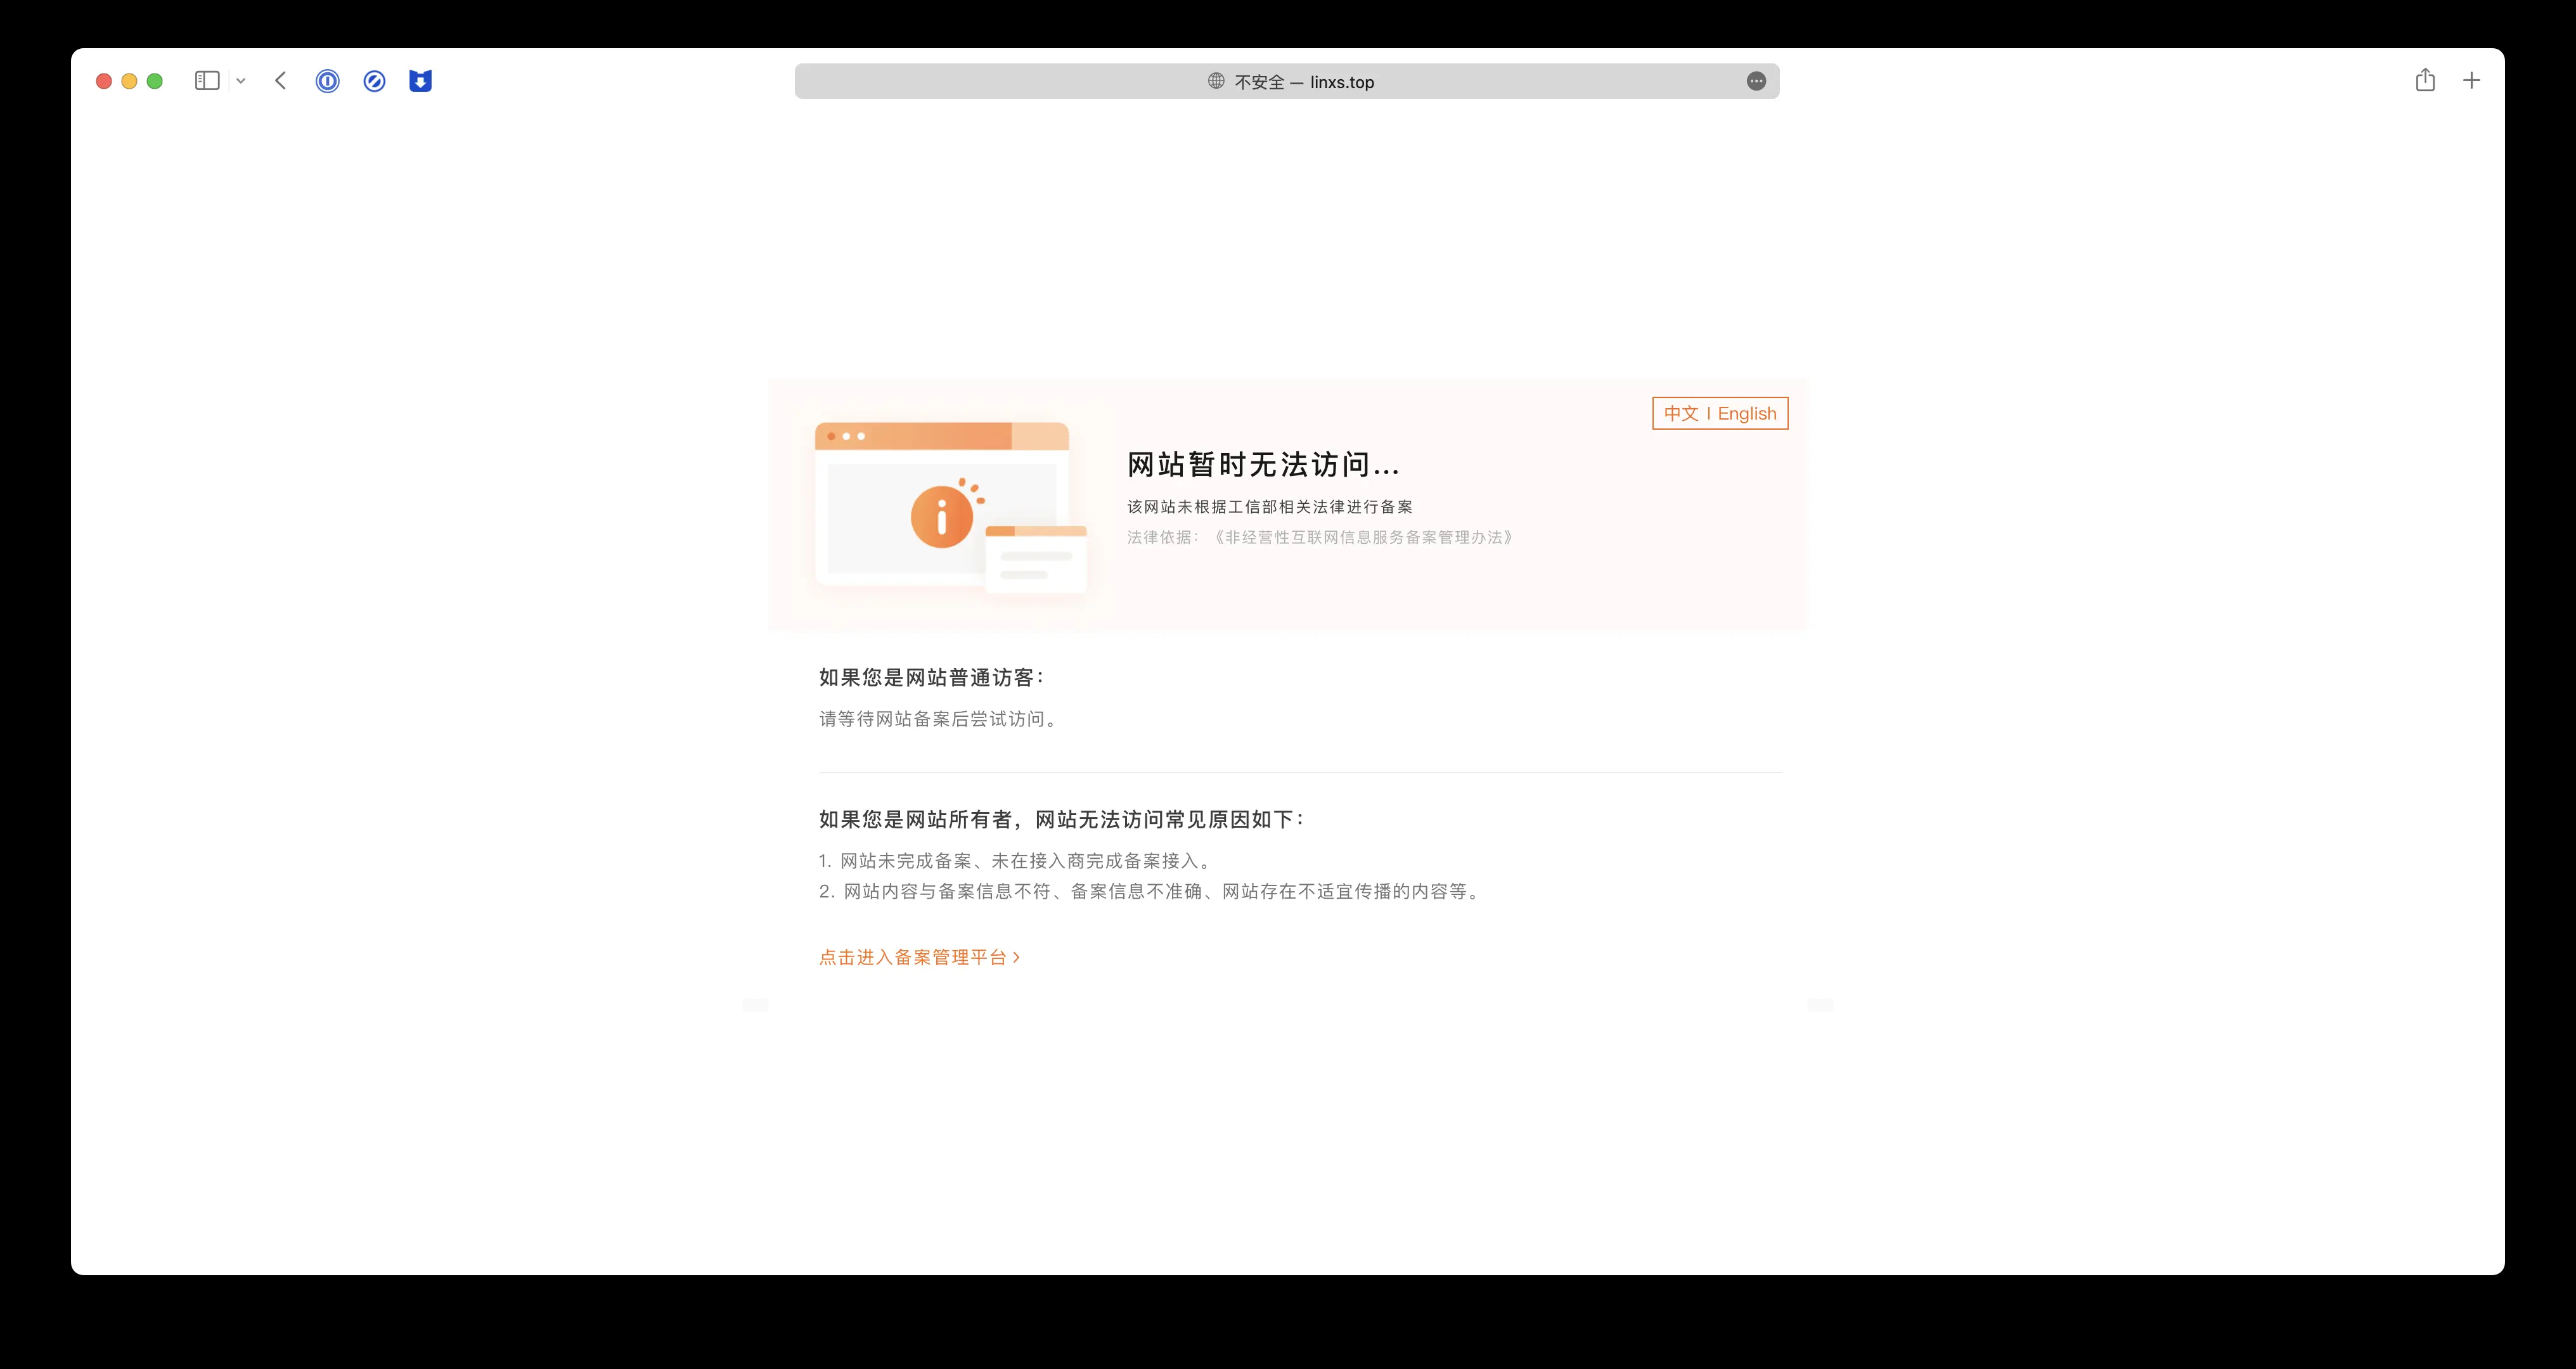 不安全 — linxs.top
中文 | English
网站暂时无法访问...
该网站未根据工信部相关法律进行备案
法律依据：《非经营性互联网信息服务备案管理办法》
如果您是网站普通访客：
请等待网站备案后尝试访问。
如果您是网站所有者，网站无法访问常见原因如下：
1. 网站未完成备案、未在接入商完成备案接入。
2. 网站内容与备案信息不符、备案信息不准确、网站存在不适宜传播的内容等。
点击进入备案管理平台 >